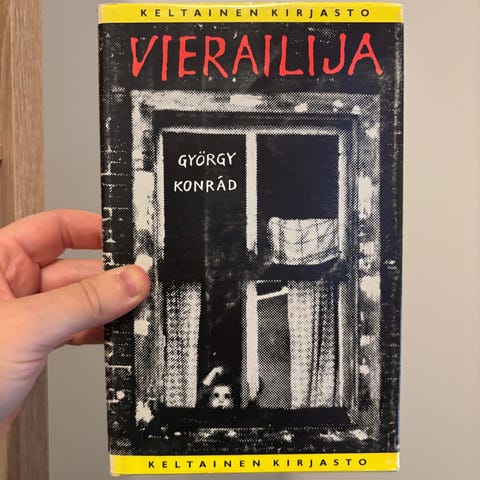 KELTAINEN KIRJASTO
VIERAILIJA
GYÖRGY
KONRÁD
KELTAINEN KIRJASTO